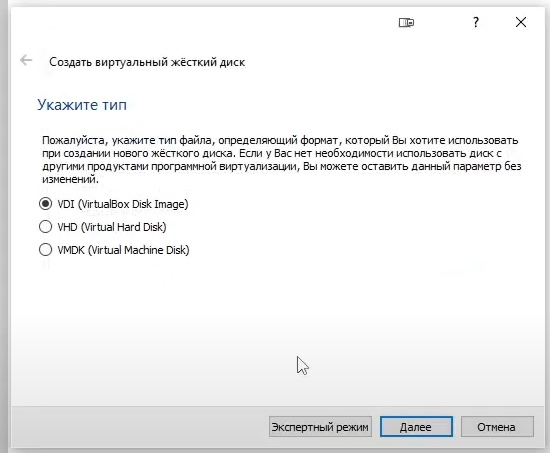 ?
Создать виртуальный жёсткий диск
Укажите тип
Пожалуйста, укажите тип файла, определяющий формат, который Вы хотите использовать
при создании нового жёсткого диска. Если у Вас нет необходимости использовать диск с
другими продуктами программной виртуализации, Вы можете оставить данный параметр без
изменений.
VDI (VirtualBox Disk Image)
VHD (Virtual Hard Disk)
VMDK (Virtual Machine Disk)
Экспертный режим Далее Отмена